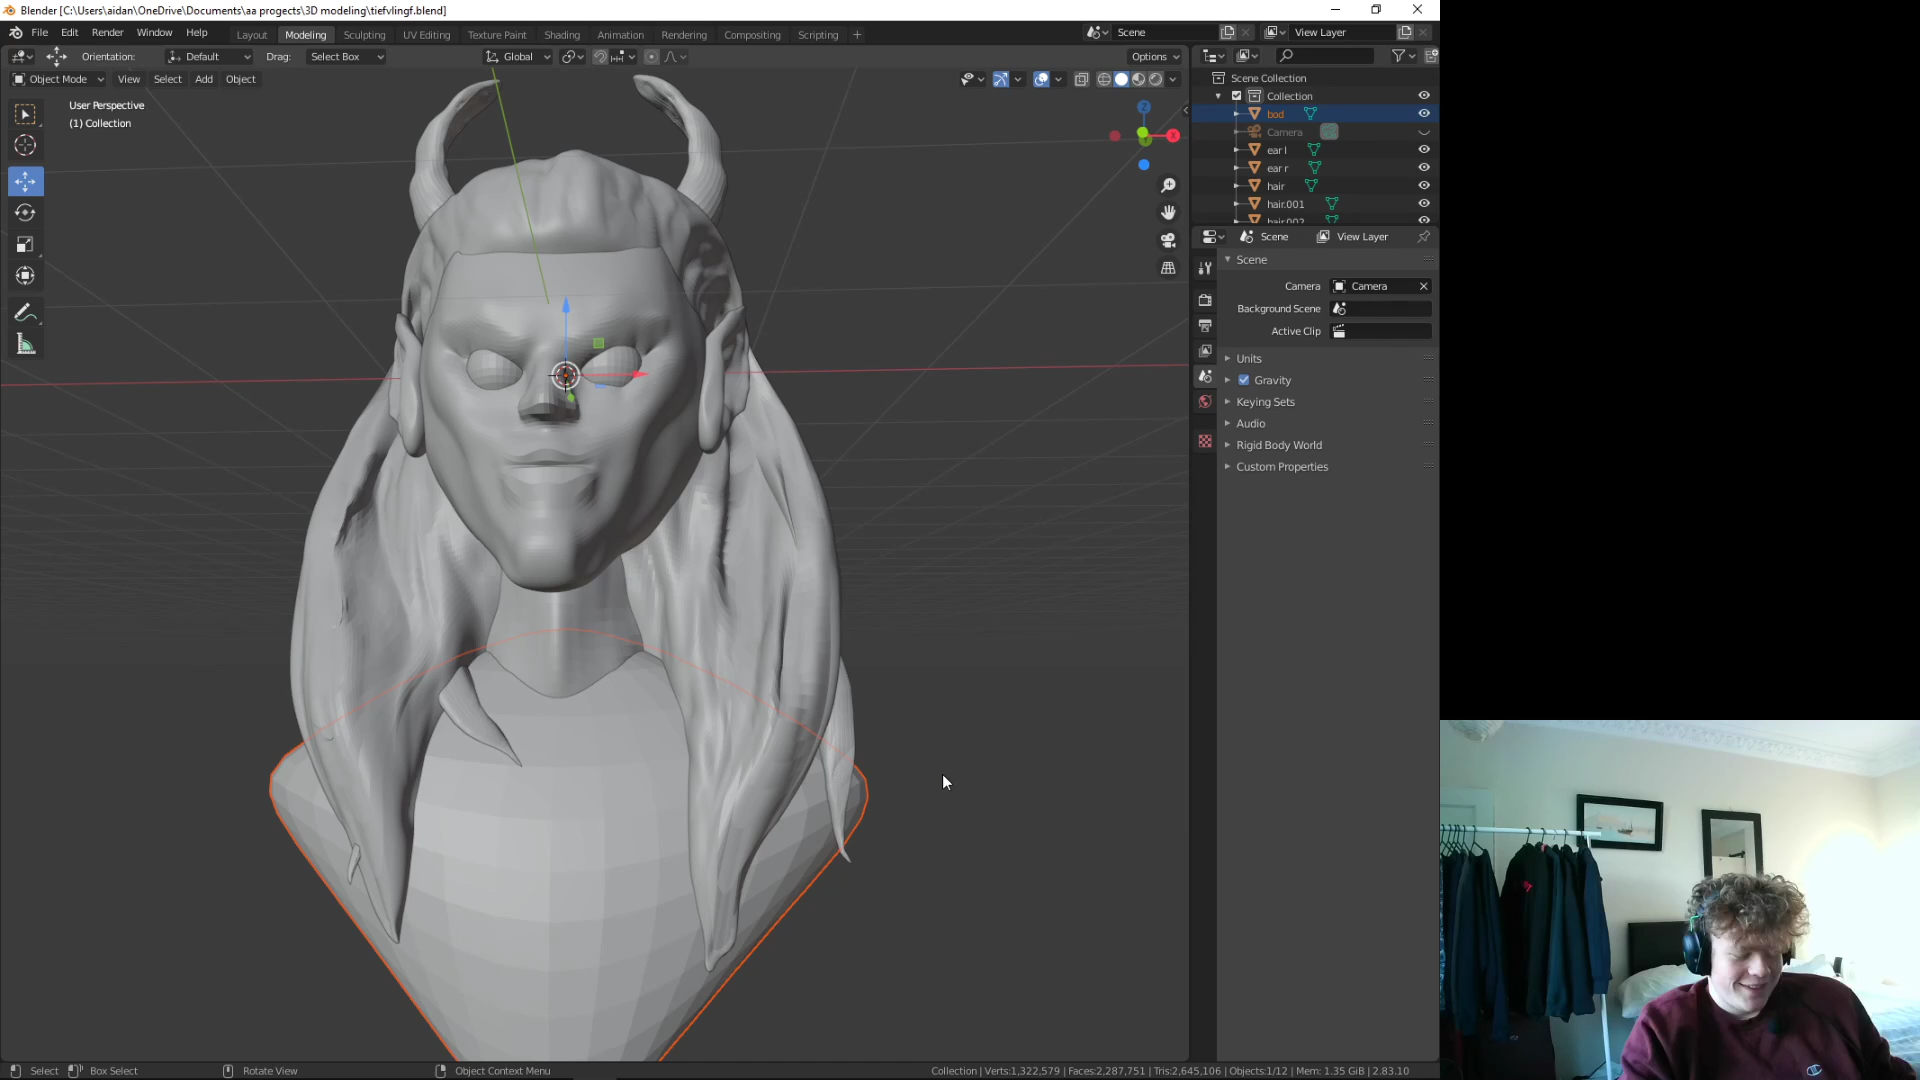 Blender [C:\Users\aidan\OneDrive\Documents\aa progects\3D modeling\tiefvlingf.blend]
File Edit Render Window Help Layout Modeling Sculpting UV Editing Texture Paint Shading Animation Rendering Compositing Scripting + Scene View Layer
Orientation: Default Drag: Select Box Global Options
Object Mode View Select Add Object
User Perspective
(1) Collection
Z
X
Scene Collection
Collection
bod
Camera
ear l
ear r
hair
hair.001
hair.002
Scene View Layer
Scene
Camera Camera
Background Scene
Active Clip
Units
Gravity
Keying Sets
Audio
Rigid Body World
Custom Properties
Select Box Select Rotate View Object Context Menu Collection | Verts:1,322,579 | Faces:2,287,751 | Tris:2,645,106 | Objects:1/12 | Mem: 1.35 GiB | 2.83.10